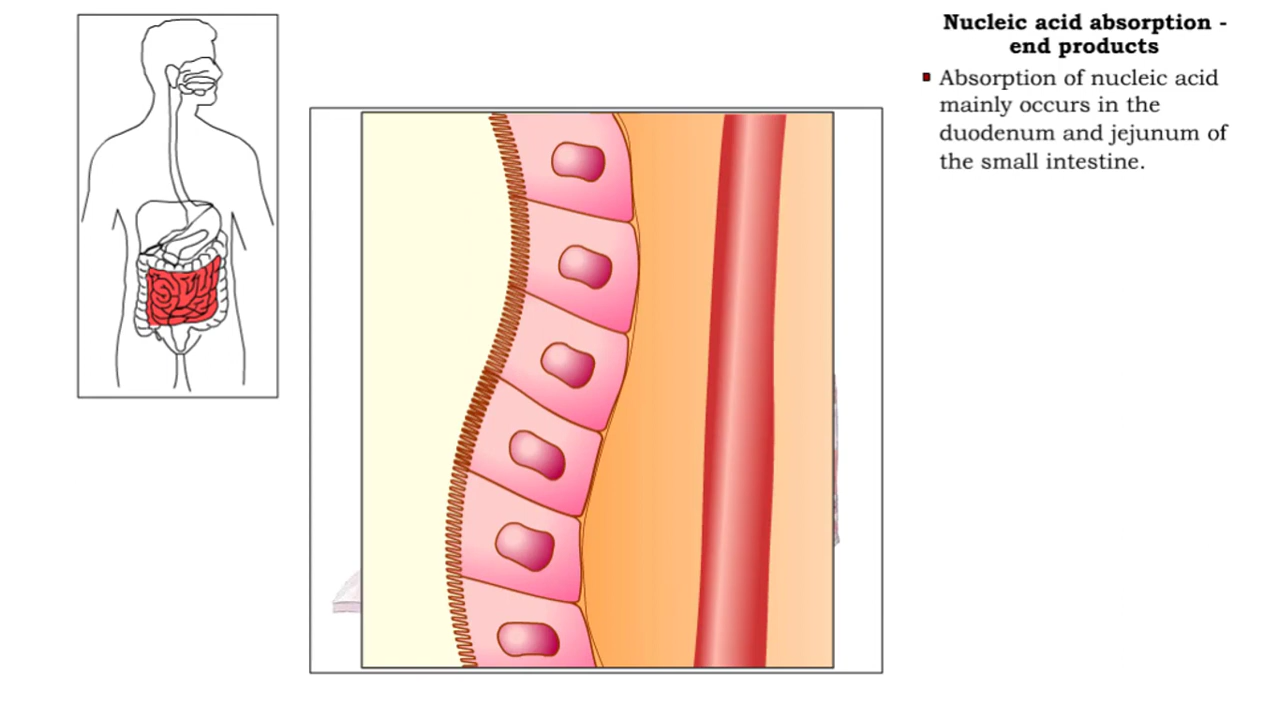 Nucleic acid absorption -
end products
Absorption of nucleic acid
mainly occurs in the
duodenum and jejunum of
the small intestine.